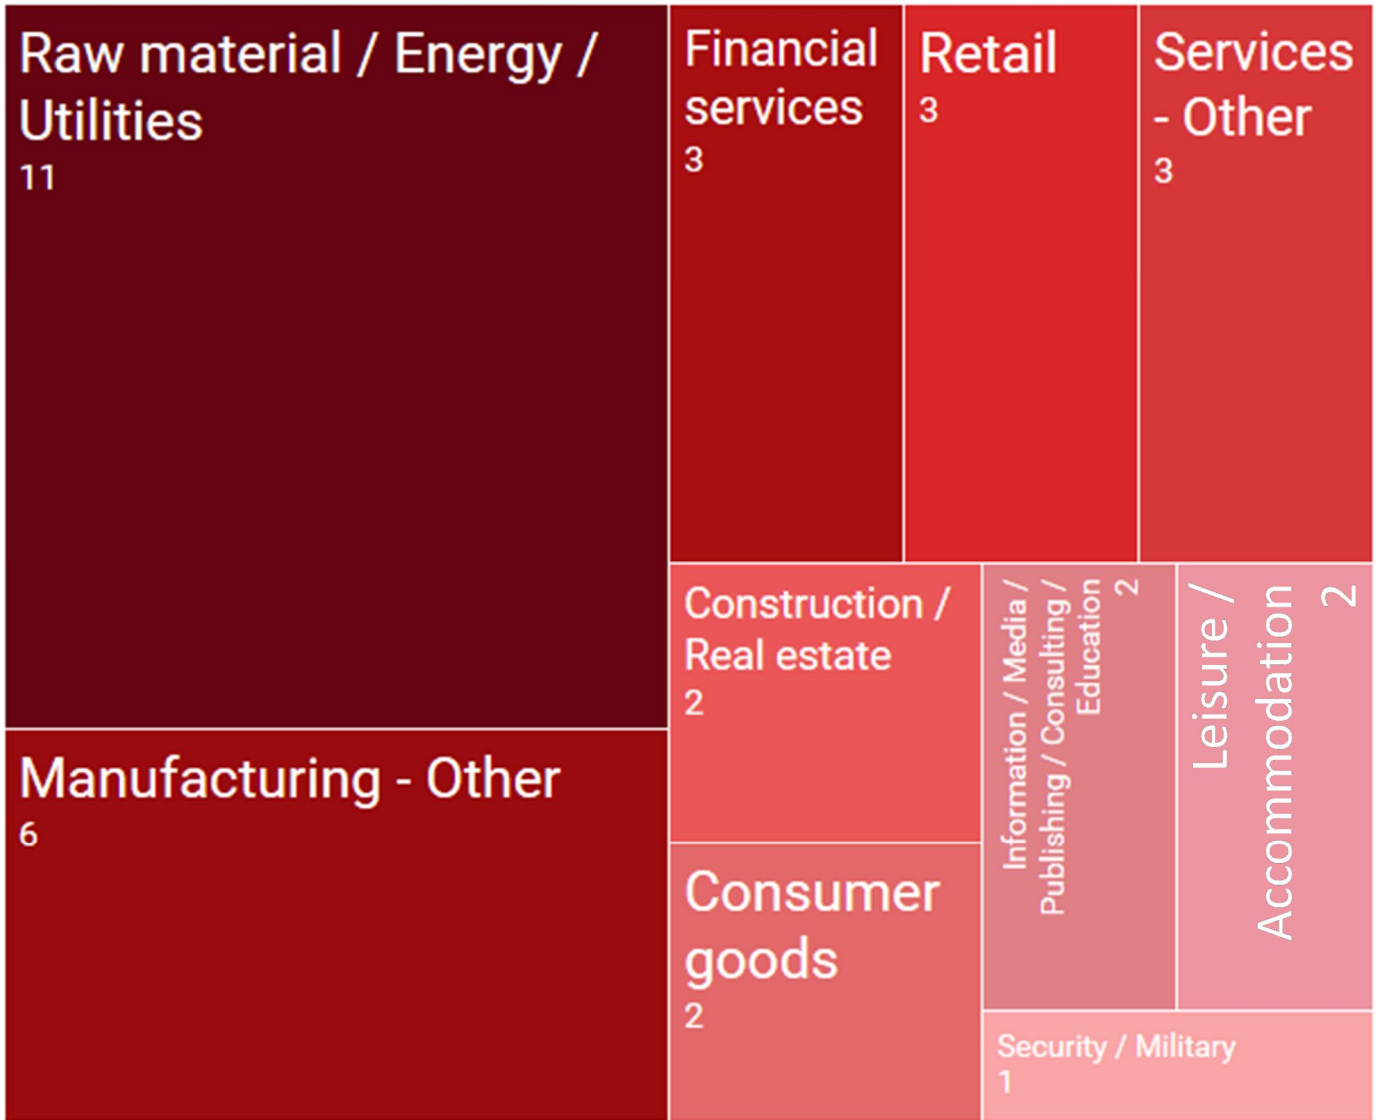 Raw material / Energy /
Utilities
11
Financial
services
3
Retail
3
Services
- Other
3
Manufacturing - Other
6
Construction /
Real estate
2
Consumer
goods
2
Information / Media /
Publishing / Consulting /
Education
2
Leisure /
Accommodation
2
Security / Military
1